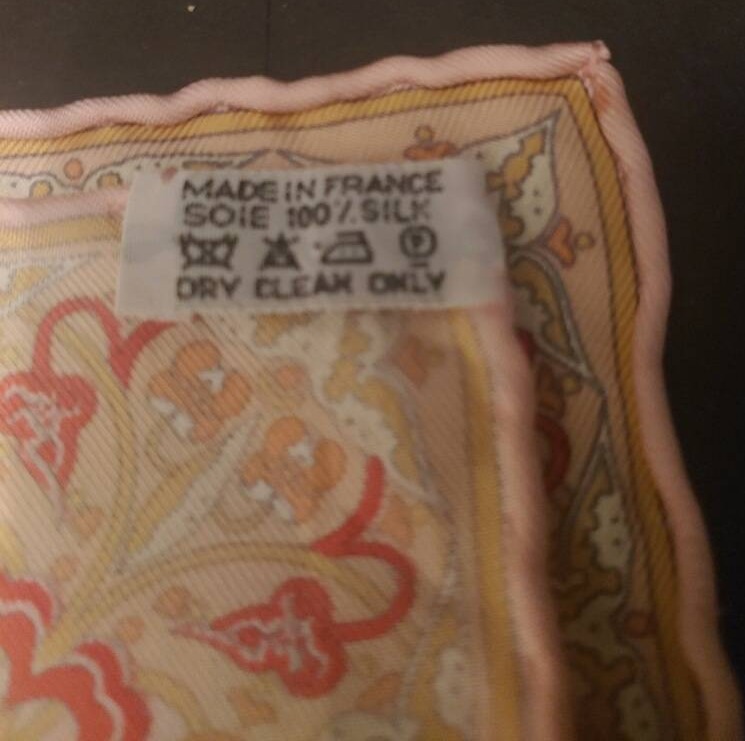 MADE IN FRANCE
SOIE 100% SILK
P
DRY CLEAN ONLY